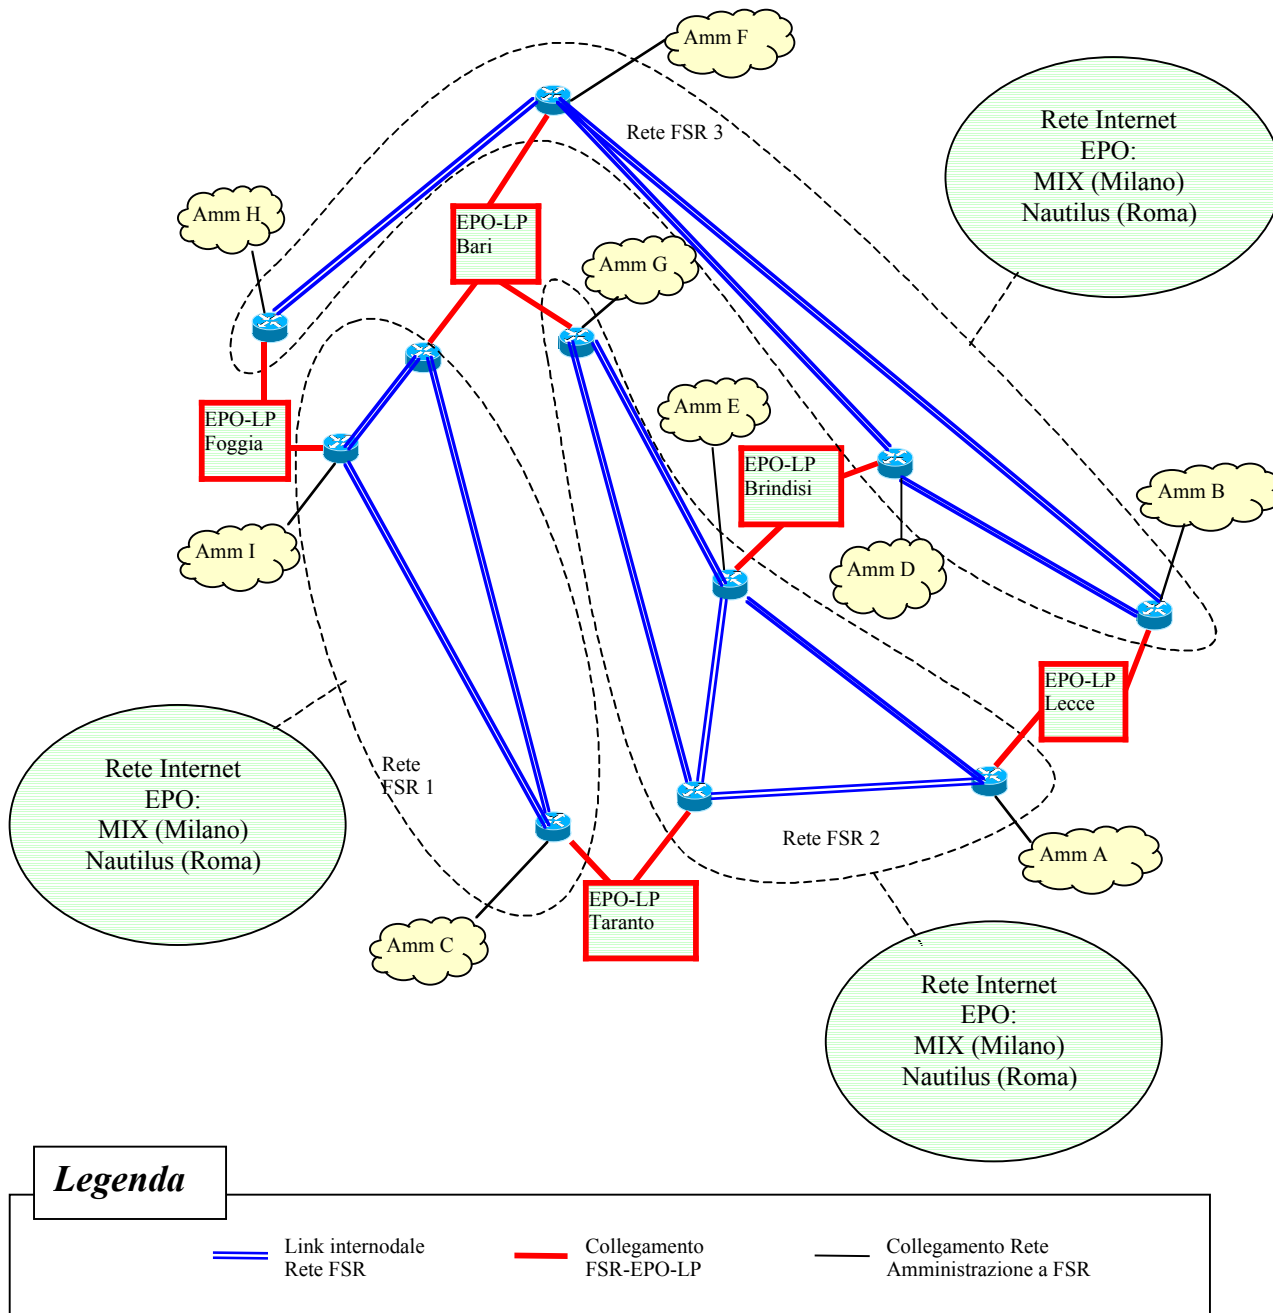 Amm F
Rete FSR 3
Rete Internet
EPO:
MIX (Milano)
Nautilus (Roma)
Amm H
EPO-LP
Bari
Amm G
EPO-LP
Foggia
Amm E
EPO-LP
Brindisi
Amm B
Amm I
Amm D
EPO-LP
Lecce
Rete
FSR 1
Rete Internet
EPO:
MIX (Milano)
Nautilus (Roma)
Rete FSR 2
Amm A
EPO-LP
Taranto
Amm C
Rete Internet
EPO:
MIX (Milano)
Nautilus (Roma)
Legenda
Link internodale
Rete FSR
Collegamento
FSR-EPO-LP
Collegamento Rete
Amministrazione a FSR